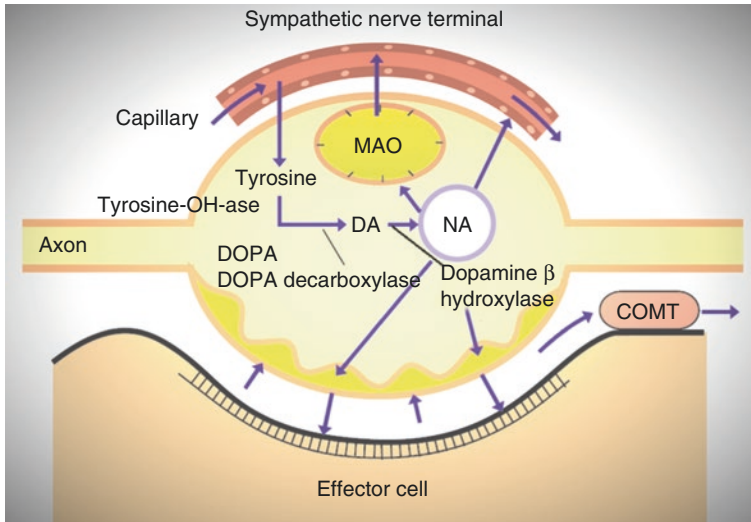 Sympathetic nerve terminal
Capillary
MAO
Tyrosine
Tyrosine-OH-ase
DA
NA
Axon
DOPA
DOPA decarboxylase
Dopamine β
hydroxylase
COMT
Effector cell